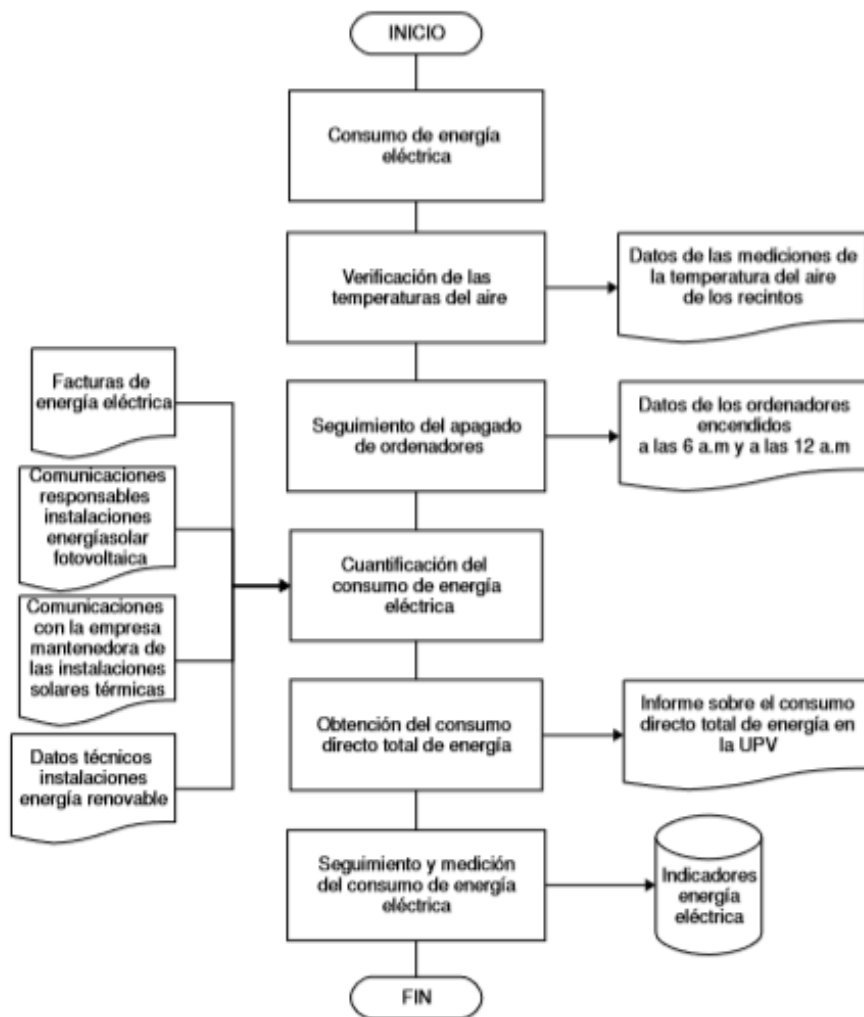 INICIO
Consumo de energía
eléctrica
Verificación de las
temperaturas del aire
Datos de las mediciones de
la temperatura del aire
de los recintos
Facturas de
energía eléctrica
Seguimiento del apagado
de ordenadores
Datos de los ordenadores
encendidos
a las 6 a.m y a las 12 a.m
Comunicaciones
responsables
instalaciones
energíasolar
fotovoltaica
Cuantificación del
consumo de energía
eléctrica
Comunicaciones
con la empresa
mantenedora de
las instalaciones
solares térmicas
Obtención del consumo
directo total de energía
Informe sobre el consumo
directo total de energía en
la UPV
Datos técnicos
instalaciones
energía renovable
Seguimiento y medición
del consumo de energía
eléctrica
Indicadores
energía
eléctrica
FIN